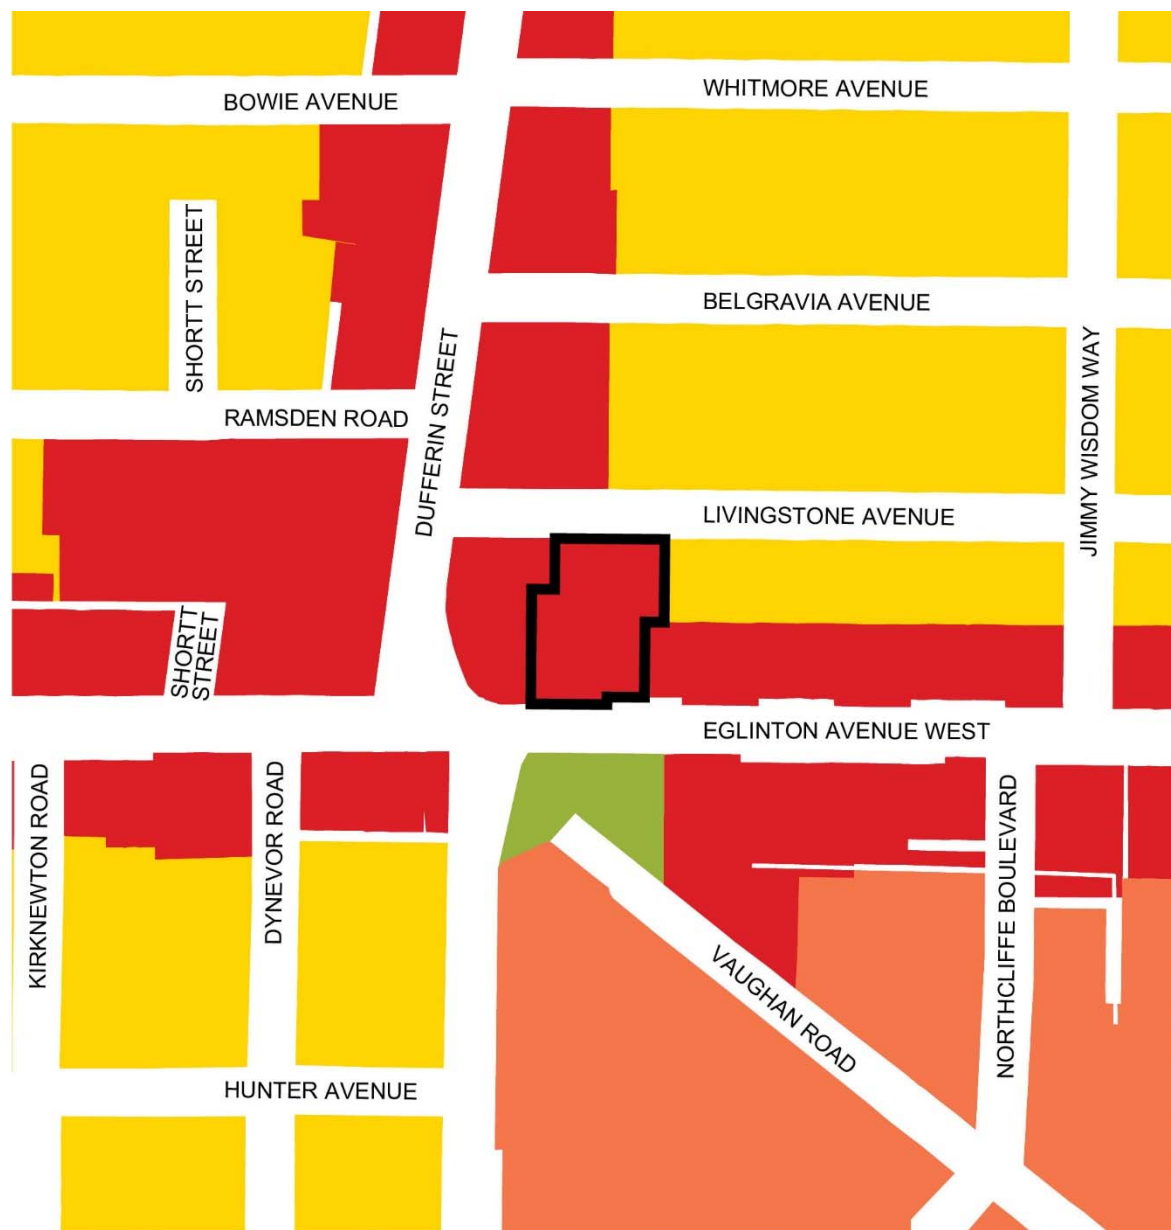 BOWIE AVENUE
WHITMORE AVENUE
SHORTT STREET
BELGRAVIA AVENUE
DUFFERIN STREET
JIMMY WISDOM WAY
RAMSDEN ROAD
LIVINGSTONE AVENUE
SHORTT
STREET
EGLINTON AVENUE WEST
KIRKNEWTON ROAD
DYNEVOR ROAD
NORTHCLIFFE BOULEVARD
VAUGHAN ROAD
HUNTER AVENUE